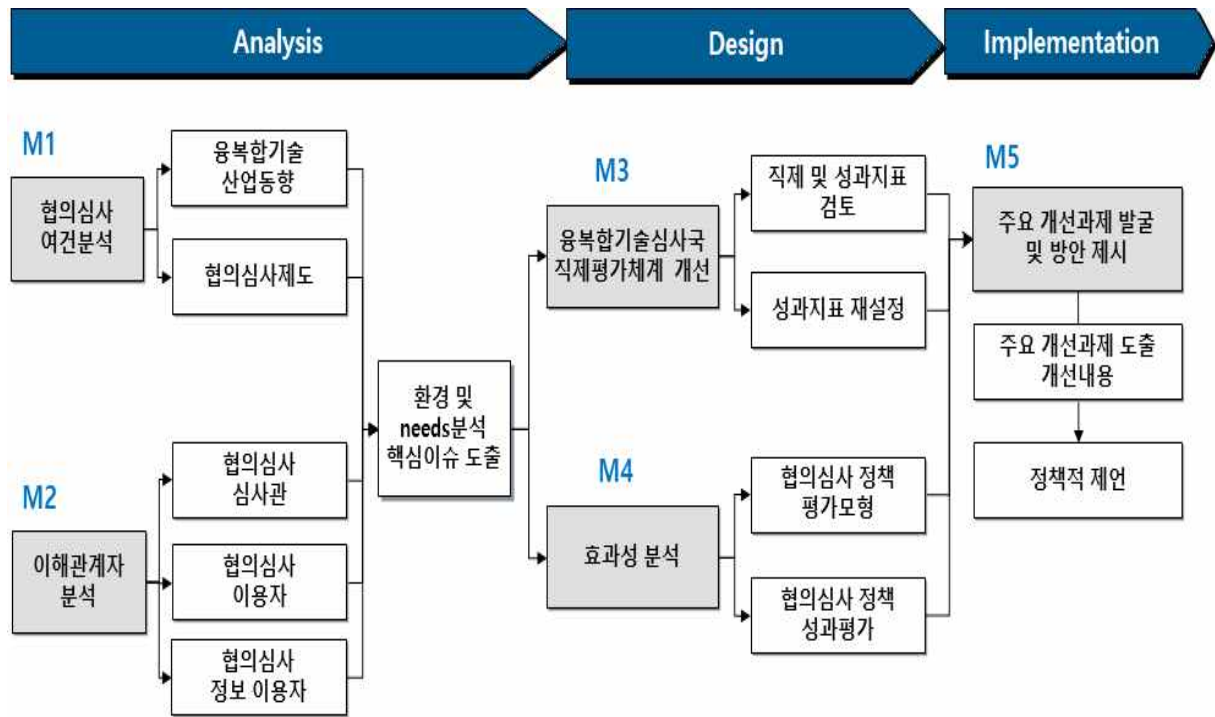 Analysis
Design
Implementation
M1
협의심사
여건분석
융복합기술
산업동향
협의심사제도
M2
이해관계자
분석
협의심사
심사관
협의심사
이용자
협의심사
정보 이용자
환경 및
needs분석
핵심이슈 도출
M3
융복합기술심사국
직제평가체계 개선
직제 및 성과지표
검토
성과지표 재설정
M4
효과성 분석
협의심사 정책
평가모형
협의심사 정책
성과평가
M5
주요 개선과제 발굴
및 방안 제시
주요 개선과제 도출
개선내용
정책적 제언